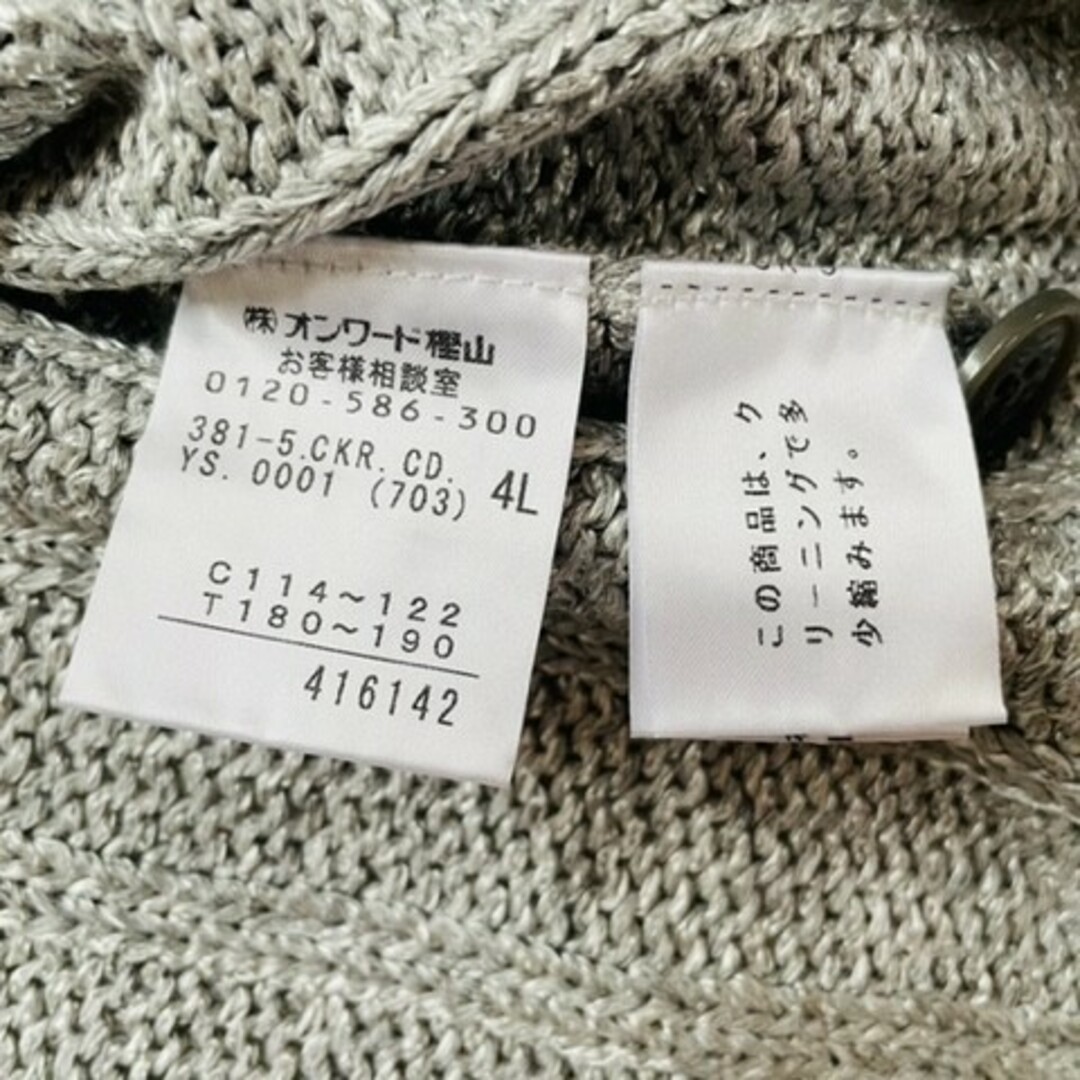 ㈱オンワード樫山
お客様相談室
0120-586-300
381-5.CKR.CD.
YS. 0001 (703) 4L
C114〜122
T180〜190
416142
この商品は、ク
リーニングで多
少縮みます。